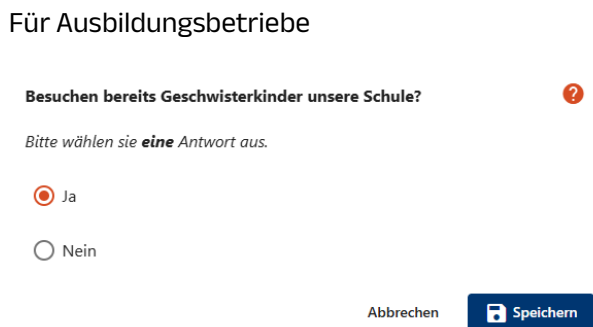 Für Ausbildungsbetriebe
Besuchen bereits Geschwisterkinder unsere Schule?
Bitte wählen sie eine Antwort aus.
Ja
Nein
Abbrechen Speichern